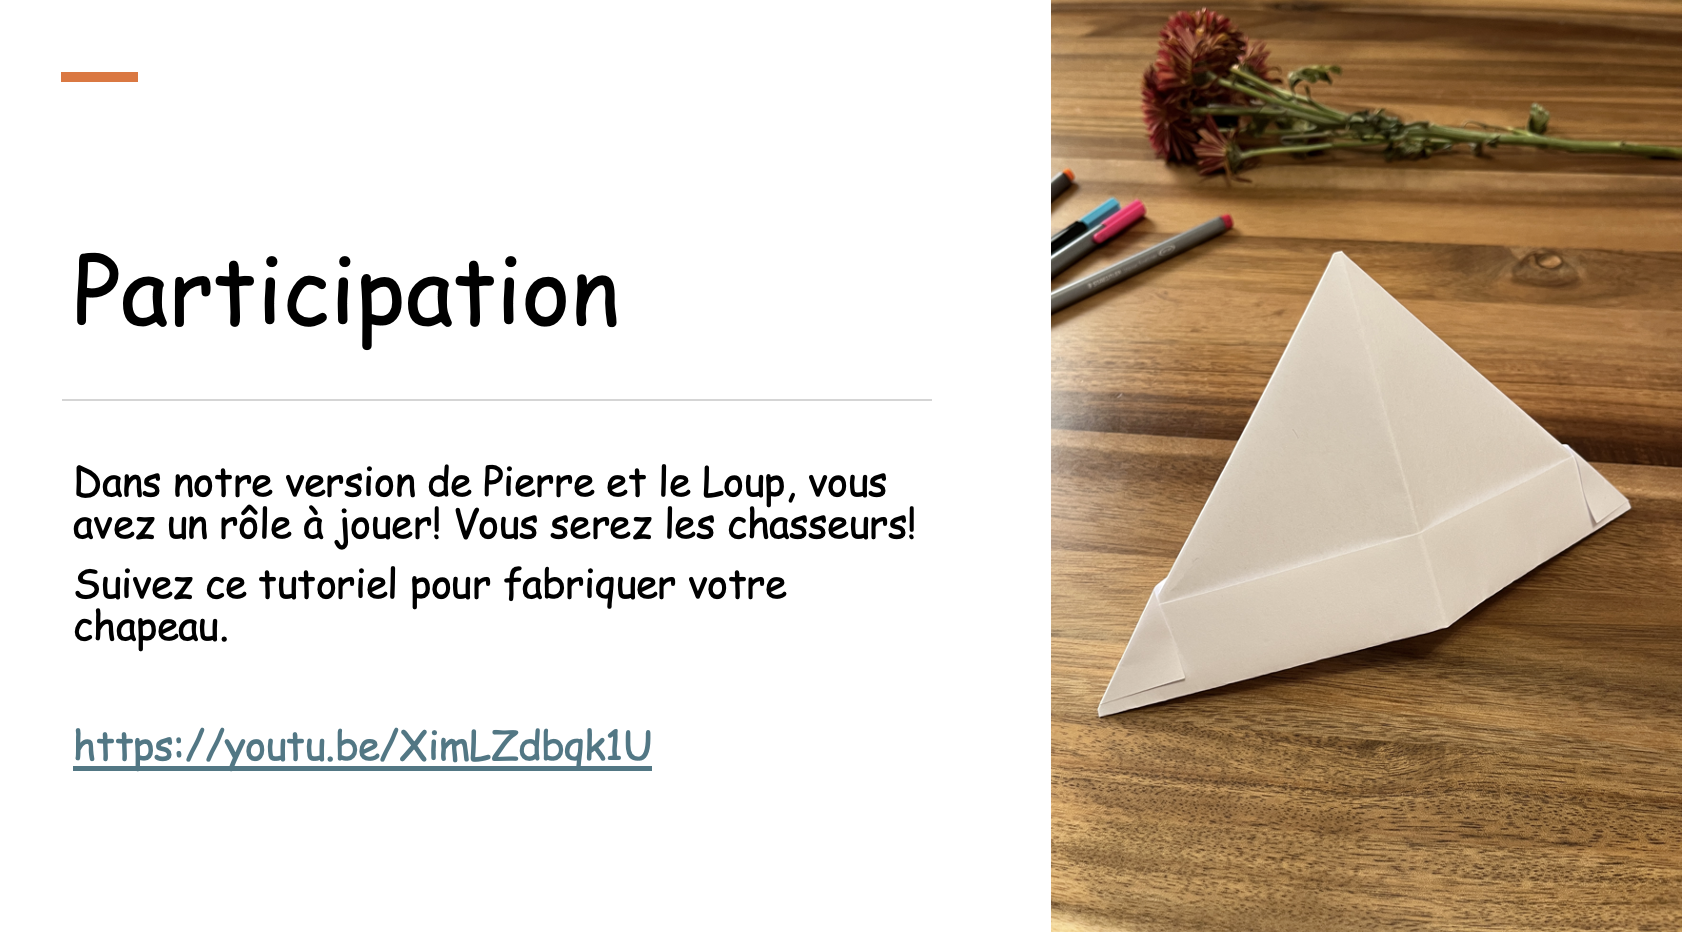 Participation
Dans notre version de Pierre et le Loup, vous
avez un rôle à jouer! Vous serez les chasseurs!
Suivez ce tutoriel pour fabriquer votre
chapeau.
https://youtu.be/XimLZdbqk1U